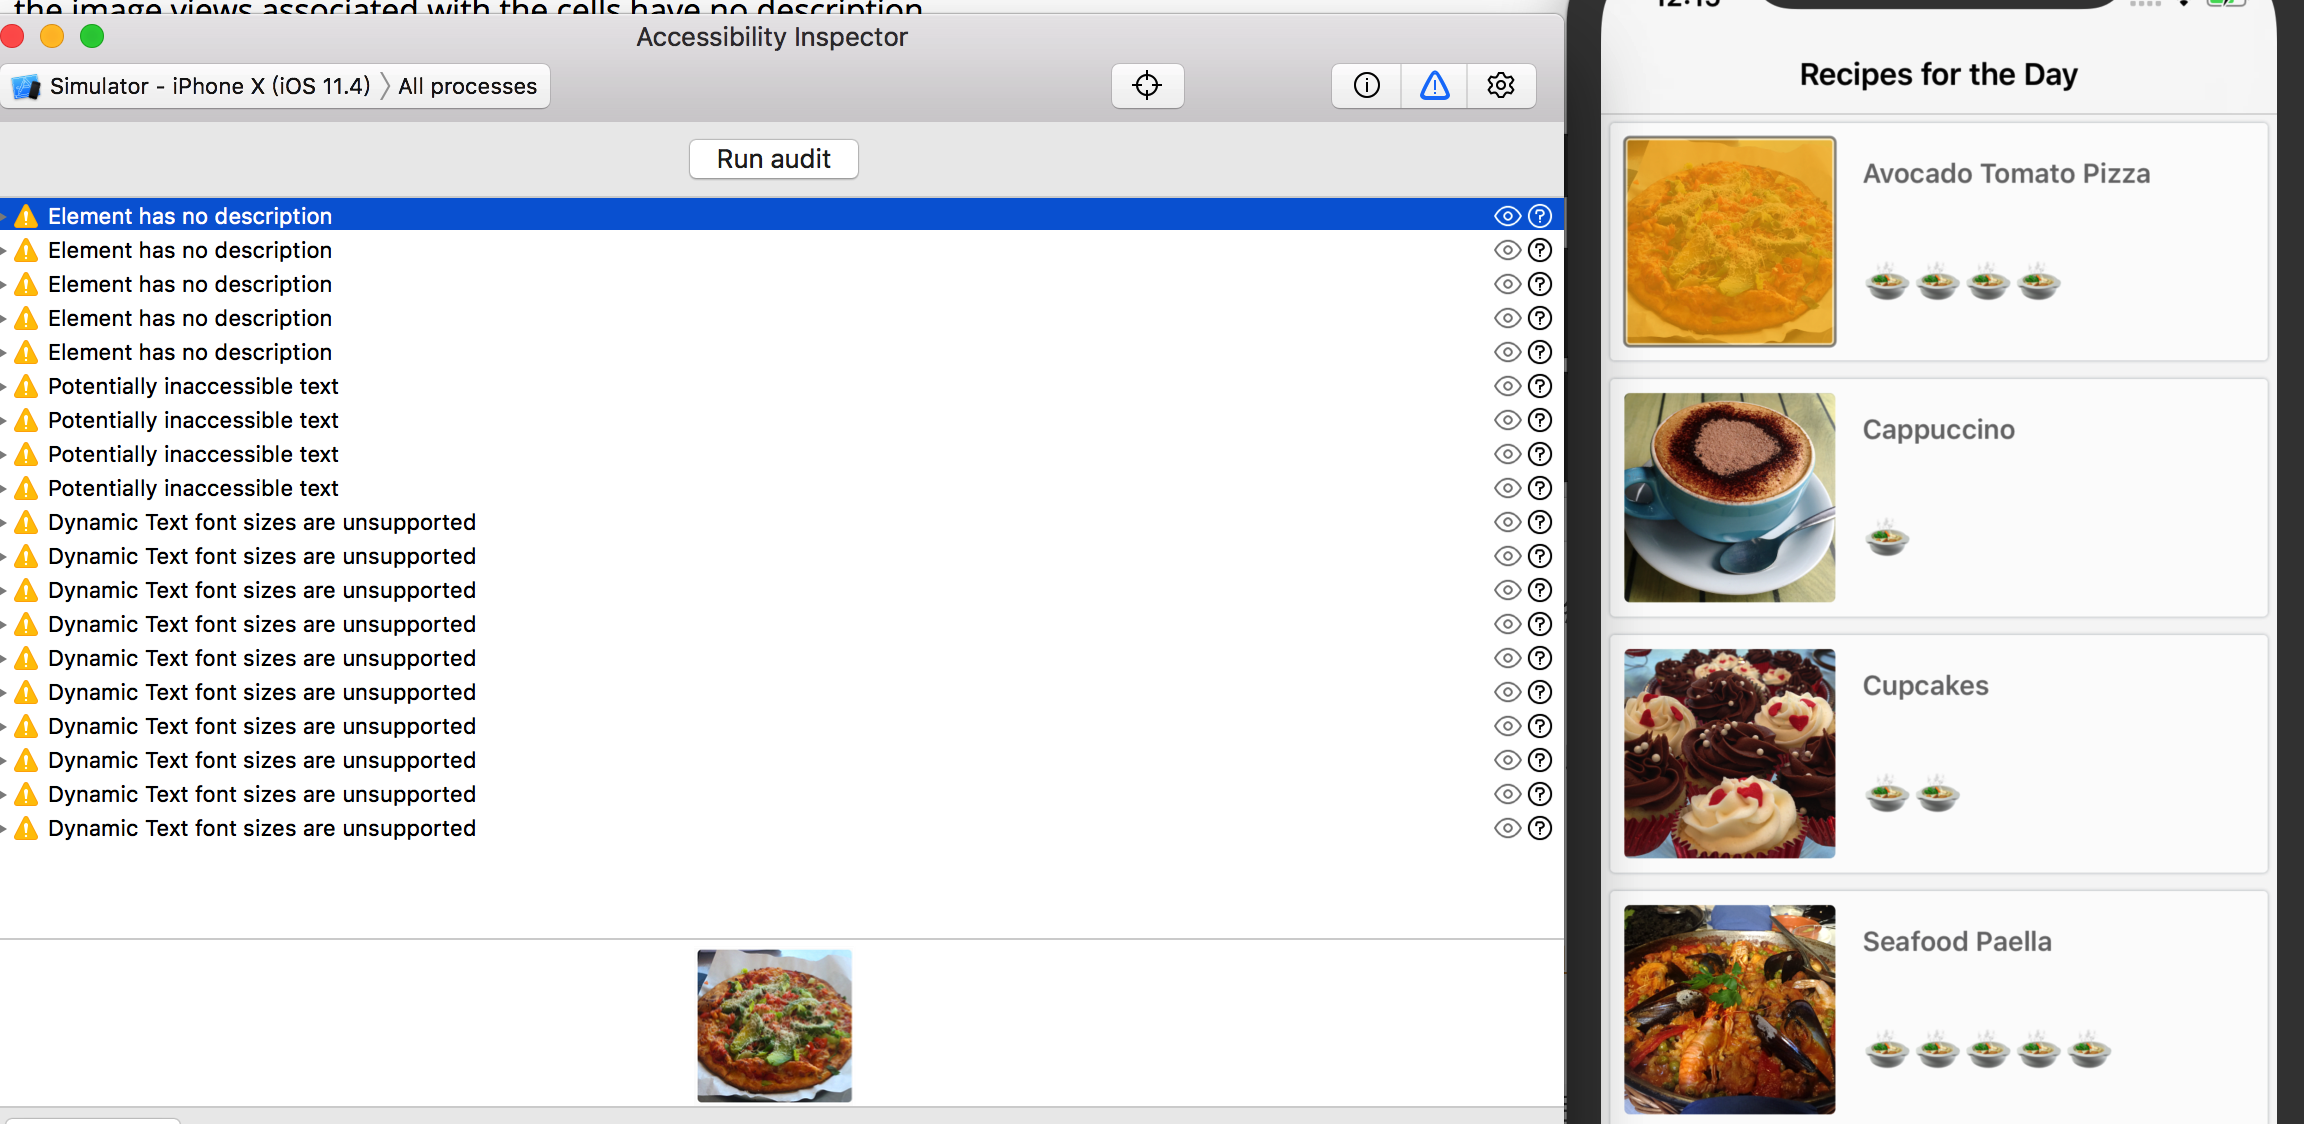 the image views associated with the cells have no description
Accessibility Inspector
Simulator - iPhone X (iOS 11.4) All processes
Run audit
Element has no description
Element has no description
Element has no description
Element has no description
Element has no description
Potentially inaccessible text
Potentially inaccessible text
Potentially inaccessible text
Potentially inaccessible text
Dynamic Text font sizes are unsupported
Dynamic Text font sizes are unsupported
Dynamic Text font sizes are unsupported
Dynamic Text font sizes are unsupported
Dynamic Text font sizes are unsupported
Dynamic Text font sizes are unsupported
Dynamic Text font sizes are unsupported
Dynamic Text font sizes are unsupported
Dynamic Text font sizes are unsupported
Dynamic Text font sizes are unsupported
Recipes for the Day
Avocado Tomato Pizza
Cappuccino
Cupcakes
Seafood Paella